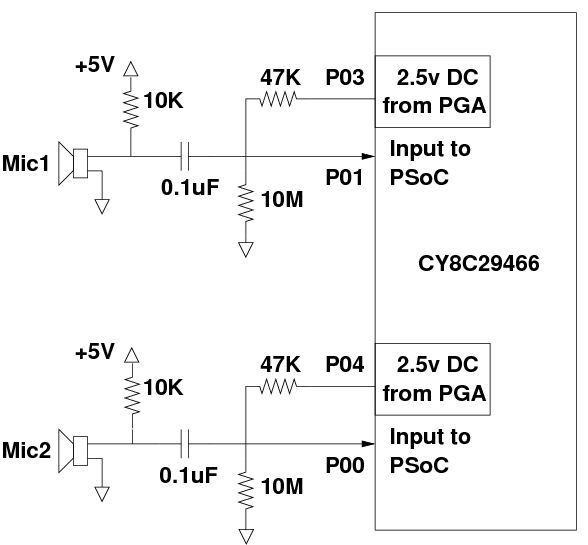 +5V
10K
47K
P03
2.5v DC
from PGA
Mic1
0.1uF
10M
P01
Input to
PSoC
CY8C29466
+5V
10K
47K
P04
2.5v DC
from PGA
Mic2
0.1uF
10M
P00
Input to
PSoC